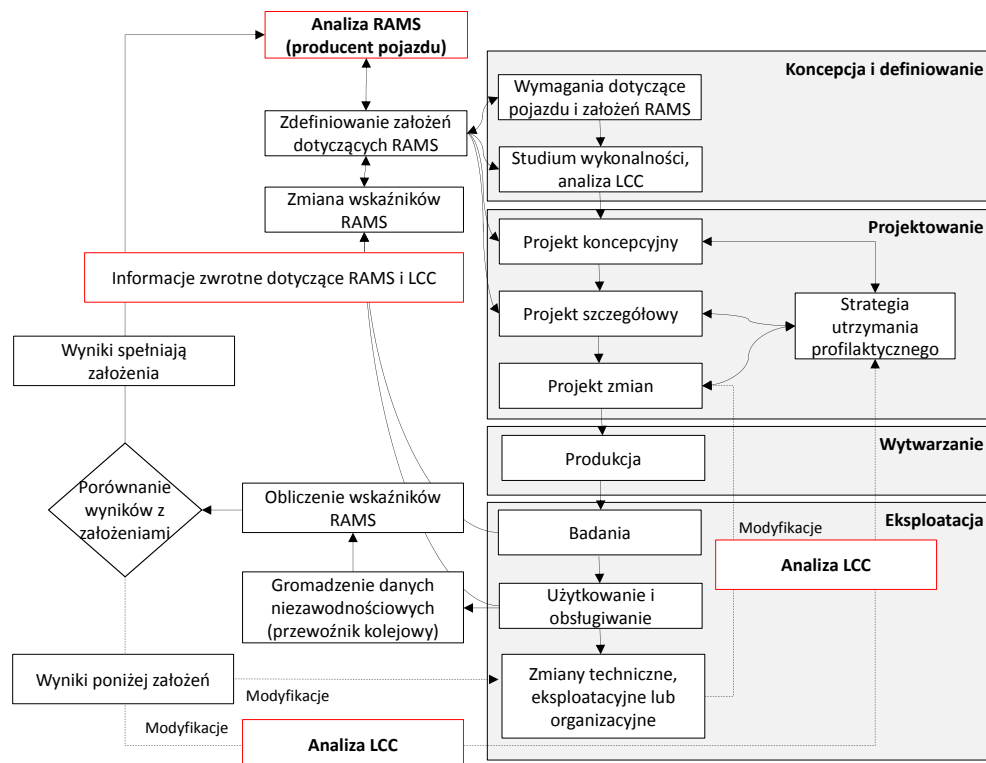 Analiza RAMS
(producent pojazdu)
Koncepcja i definiowanie
Wymagania dotyczące
pojazdu i założeń RAMS
Zdefiniowanie założeń
dotyczących RAMS
Studium wykonalności,
analiza LCC
Zmiana wskaźników
RAMS
Projektowanie
Projekt koncepcyjny
Informacje zwrotne dotyczące RAMS i LCC
Projekt szczegółowy
Strategia
utrzymania
profilaktycznego
Wyniki spełniają
założenia
Projekt zmian
Wytwarzanie
Produkcja
Porównanie
wyników z
założeniami
Obliczenie wskaźników
RAMS
Eksploatacja
Badania
Modyfikacje
Analiza LCC
Gromadzenie danych
niezawodnościowych
(przewoźnik kolejowy)
Użytkowanie i
obsługiwanie
Wyniki poniżej założeń
Modyfikacje
Zmiany techniczne,
eksploatacyjne lub
organizacyjne
Modyfikacje
Analiza LCC